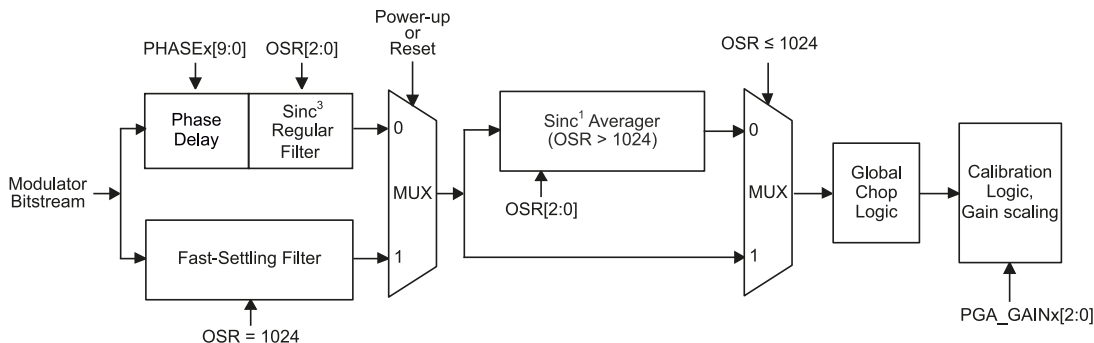 Power-up
or
Reset
PHASEx[9:0]
OSR[2:0]
OSR ≤ 1024
Phase
Delay
Sinc³
Regular
Filter
0
Sinc¹ Averager
(OSR > 1024)
0
Modulator
Bitstream
MUX
OSR[2:0]
MUX
Global
Chop
Logic
Calibration
Logic,
Gain scaling
Fast-Settling Filter
1
1
OSR = 1024
PGA_GAINx[2:0]